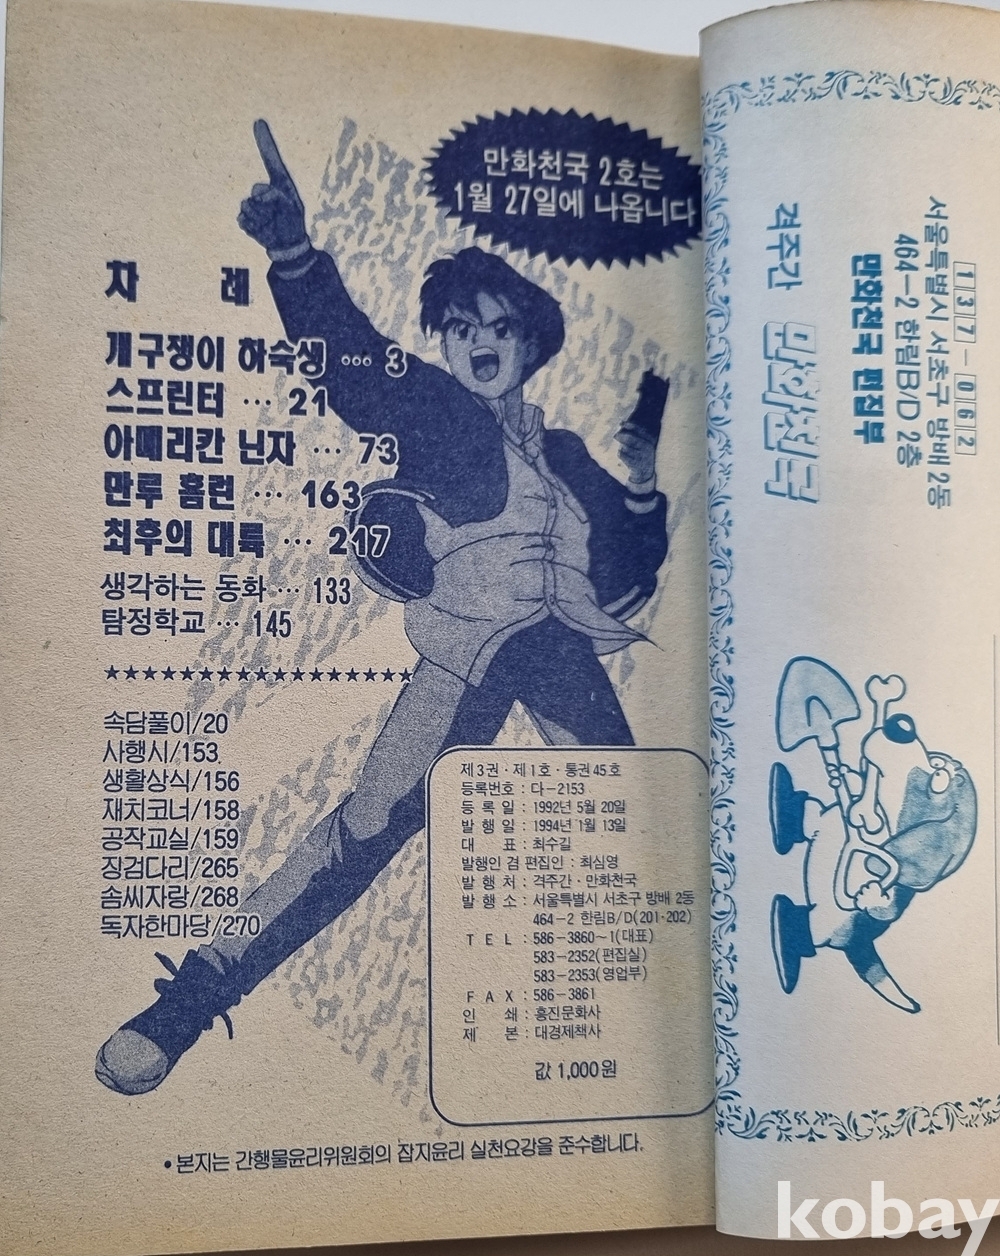 만화천국 2호는
1월 27일에 나옵니다
차 례
개구쟁이 하숙생 … 3
스프린터 … 21
아메리칸 닌자 … 73
만루 홈런 … 163
최후의 대륙 … 217
생각하는 동화 … 133
탐정학교 … 145
★★★★★★★★★★★★★★★★★
속담풀이/20
사행시/153
생활상식/156
재치코너/158
공작교실/159
징검다리/265
솜씨자랑/268
독자한마당/270
제3권·제1호·통권45호
등록번호 : 다-2153
등 록 일 : 1992년 5월 20일
발 행 일 : 1994년 1월 13일
대 표 : 최수길
발행인 겸 편집인 : 최심영
발 행 처 : 격주간·만화천국
발 행 소 : 서울특별시 서초구 방배 2동
464-2 한림B/D(201·202)
T E L : 586-3860~1(대표)
583-2352(편집실)
583-2353(영업부)
F A X : 586-3861
인 쇄 : 홍진문화사
제 본 : 대경제책사
값 1,000원
•본지는 간행물윤리위원회의 잡지윤리 실천요강을 준수합니다.
137-062
서울특별시 서초구 방배2동
464-2 한림B/D 2층
만화천국 편집부
격주간 만화천국
kobay